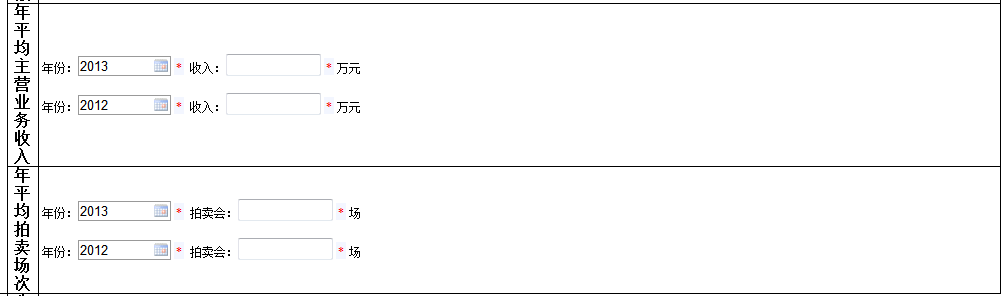 年平均主营业务收入
年份：2013 * 收入： * 万元
年份：2012 * 收入： * 万元
年平均拍卖场次
年份：2013 * 拍卖会： * 场
年份：2012 * 拍卖会： * 场